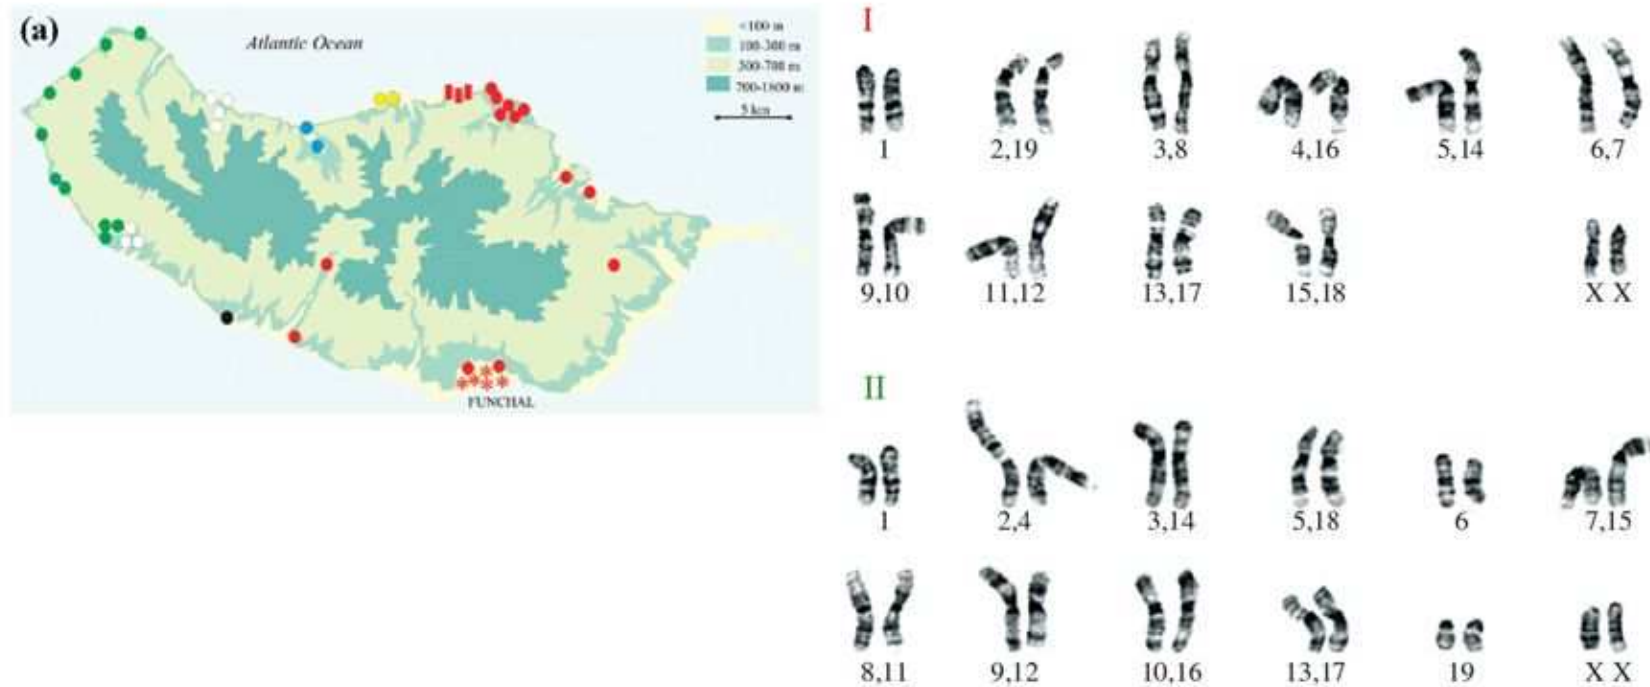 (a)
Atlantic Ocean
<100 m
100-300 m
300-700 m
700-1800 m
5 km
FUNCHAL
I
1 2,19 3,8 4,16 5,14 6,7
9,10 11,12 13,17 15,18 X X
II
1 2,4 3,14 5,18 6 7,15
8,11 9,12 10,16 13,17 19 X X